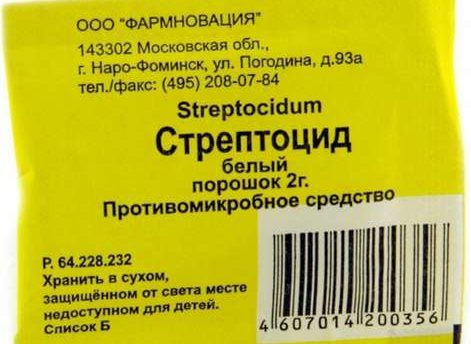 ООО "ФАРМНОВАЦИЯ"
143302 Московская обл.,
г. Наро-Фоминск, ул. Погодина, д.93а
тел./факс: (495) 208-07-84
Streptocidum
Стрептоцид
белый
порошок 2г.
Противомикробное средство
Р. 64.228.232
Хранить в сухом,
защищённом от света месте
недоступном для детей.
Список Б
4 607014 200356